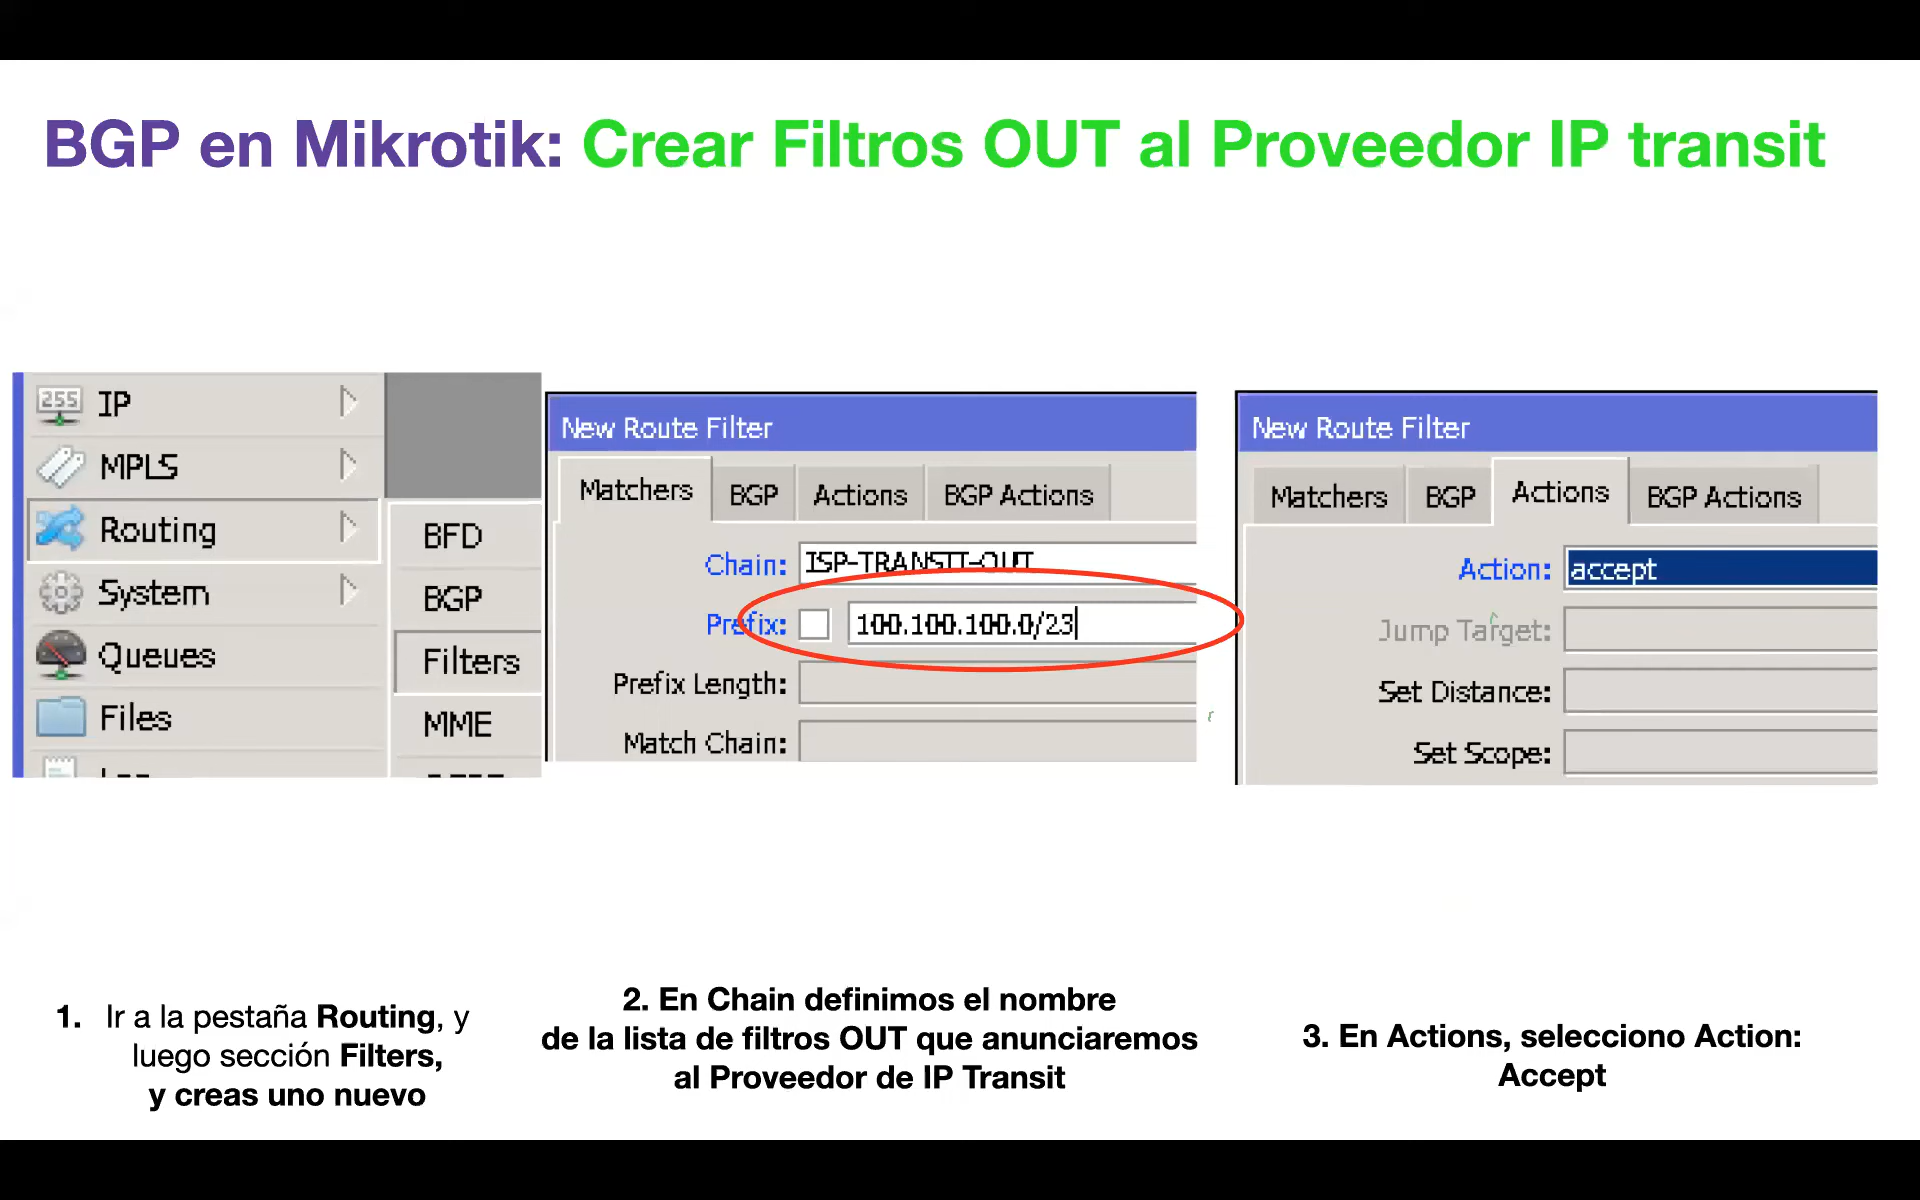 BGP en Mikrotik: Crear Filtros OUT al Proveedor IP transit
255 IP
MPLS
Routing
System
Queues
Files
BFD
BGP
Filters
MME
New Route Filter
Matchers BGP Actions BGP Actions
Chain: ISP-TRANSIT-OUT
Prefix: 100.100.100.0/23
Prefix Length:
Match Chain:
New Route Filter
Matchers BGP Actions BGP Actions
Action: accept
Jump Target:
Set Distance:
Set Scope:
1. Ir a la pestaña Routing, y
luego sección Filters,
y creas uno nuevo
2. En Chain definimos el nombre
de la lista de filtros OUT que anunciaremos
al Proveedor de IP Transit
3. En Actions, selecciono Action:
Accept